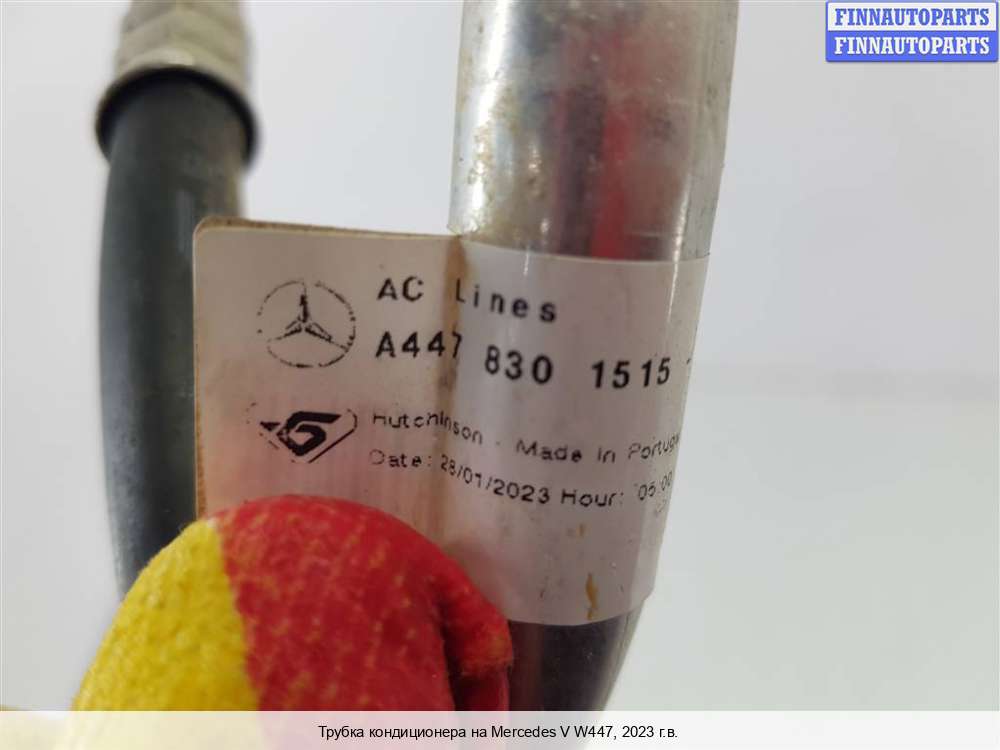 FINNAUTOPARTS
FINNAUTOPARTS
AC Lines
A447 830 1515
Hutchinson - Made in
Date: 28/01/2023 Hour: 05:00
Трубка кондиционера на Mercedes V W447, 2023 г.в.